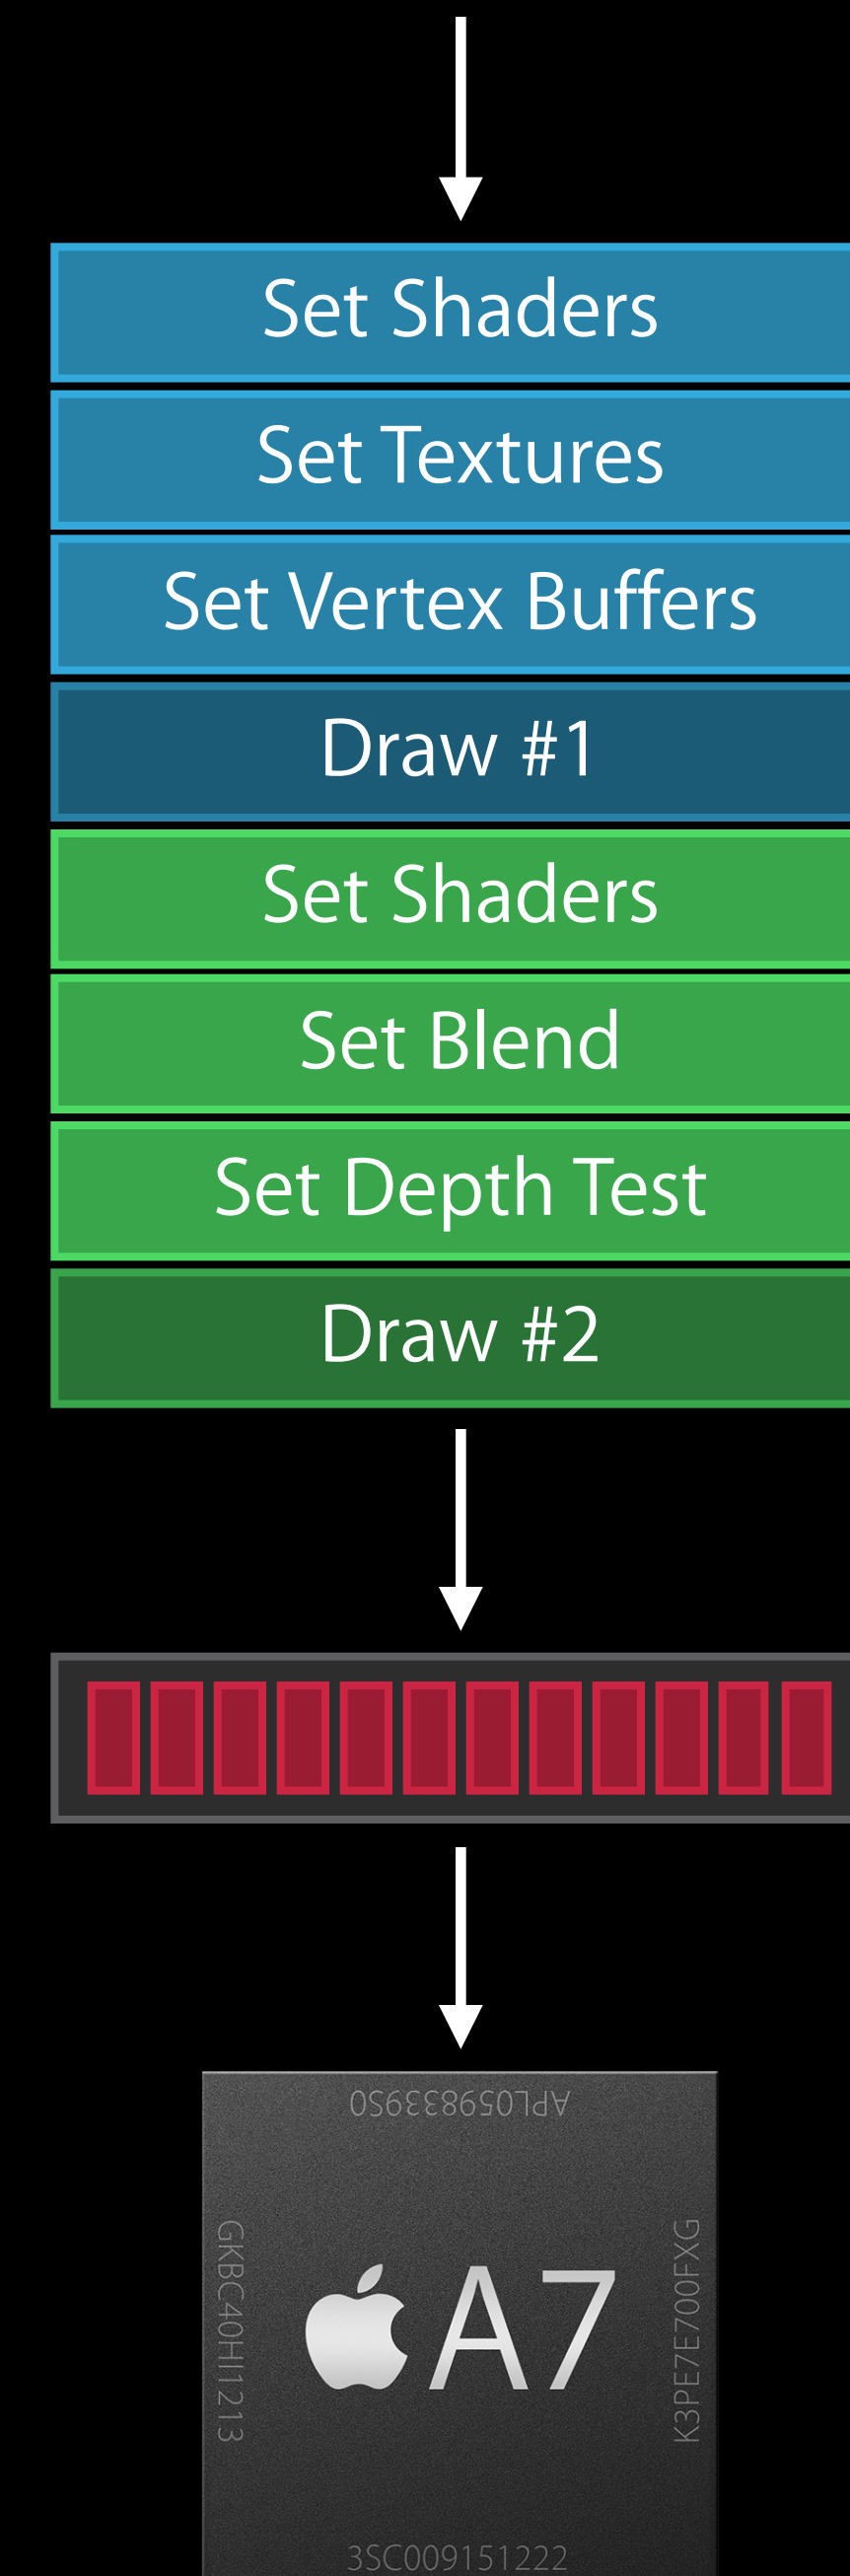 Set Shaders
Set Textures
Set Vertex Buffers
Draw #1
Set Shaders
Set Blend
Set Depth Test
Draw #2
APL0598339S0
GKBC40HI1213
A7
K3PE7E700FXG
3SC009151222